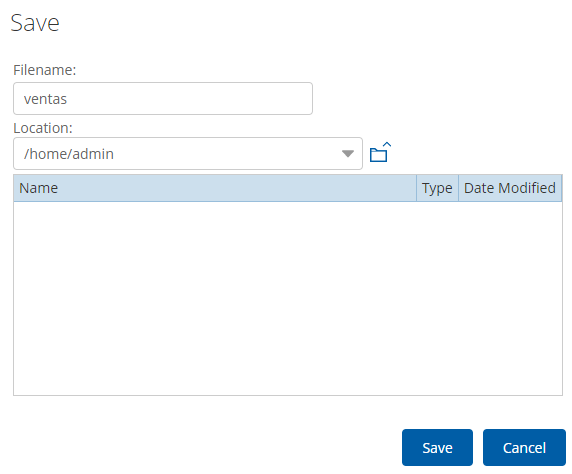 Save
Filename:
ventas
Location:
/home/admin
Name Type Date Modified
Save Cancel